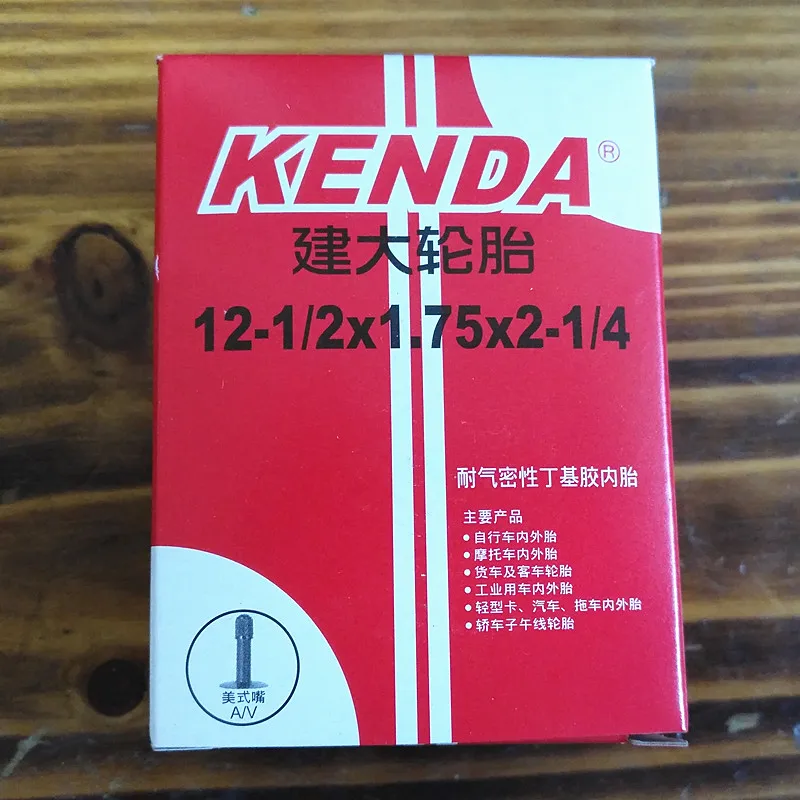 KENDA®
建大轮胎
12-1/2x1.75x2-1/4
耐气密性丁基胶内胎
主要产品
•自行车内外胎
•摩托车内外胎
•货车及客车轮胎
•工业用车内外胎
•轻型卡、汽车、拖车内外胎
•轿车子午线轮胎
美式嘴
A/V